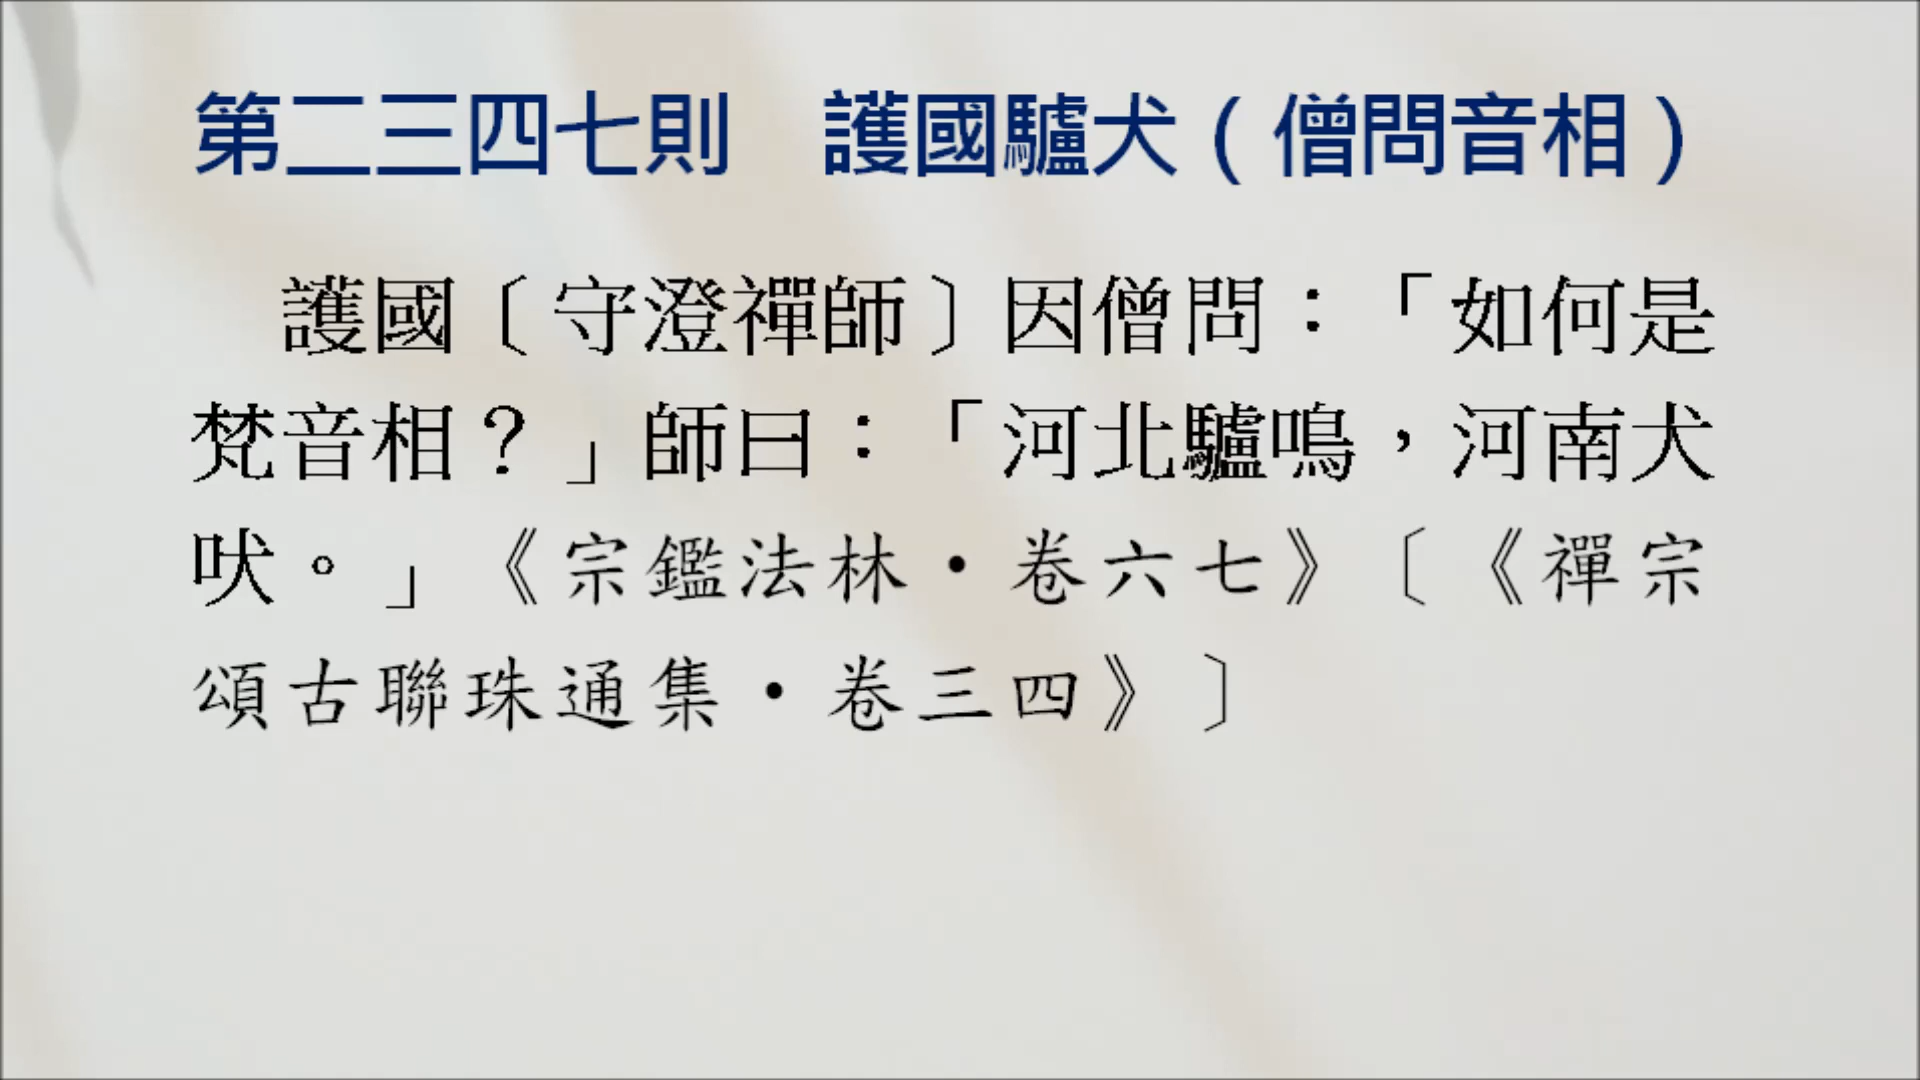 第二三四七則　護國驢犬（僧問音相）
護國〔守澄禪師〕因僧問：「如何是
梵音相？」師曰：「河北驢鳴，河南犬
吠。」《宗鑑法林・卷六七》〔《禪宗
頌古聯珠通集・卷三四》〕